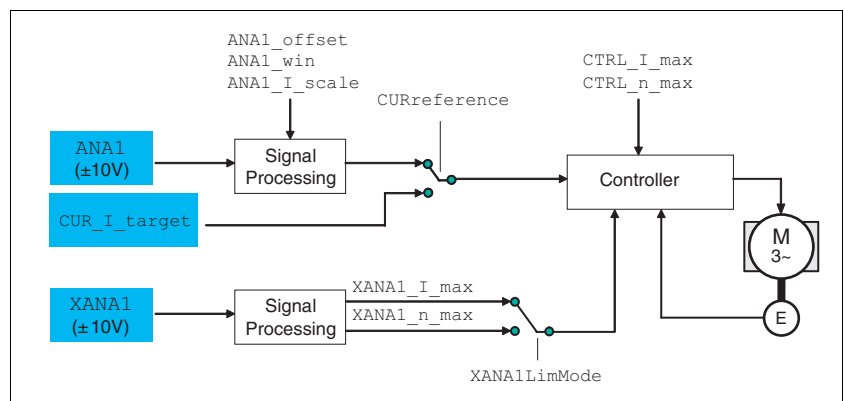 ANA1_offset
ANA1_win
ANA1_I_scale
CTRL_I_max
CTRL_n_max
CURreference
ANA1
(±10V)
Signal
Processing
Controller
CUR_I_target
M
3~
XANA1
(±10V)
Signal
Processing
XANA1_I_max
XANA1_n_max
E
XANA1LimMode